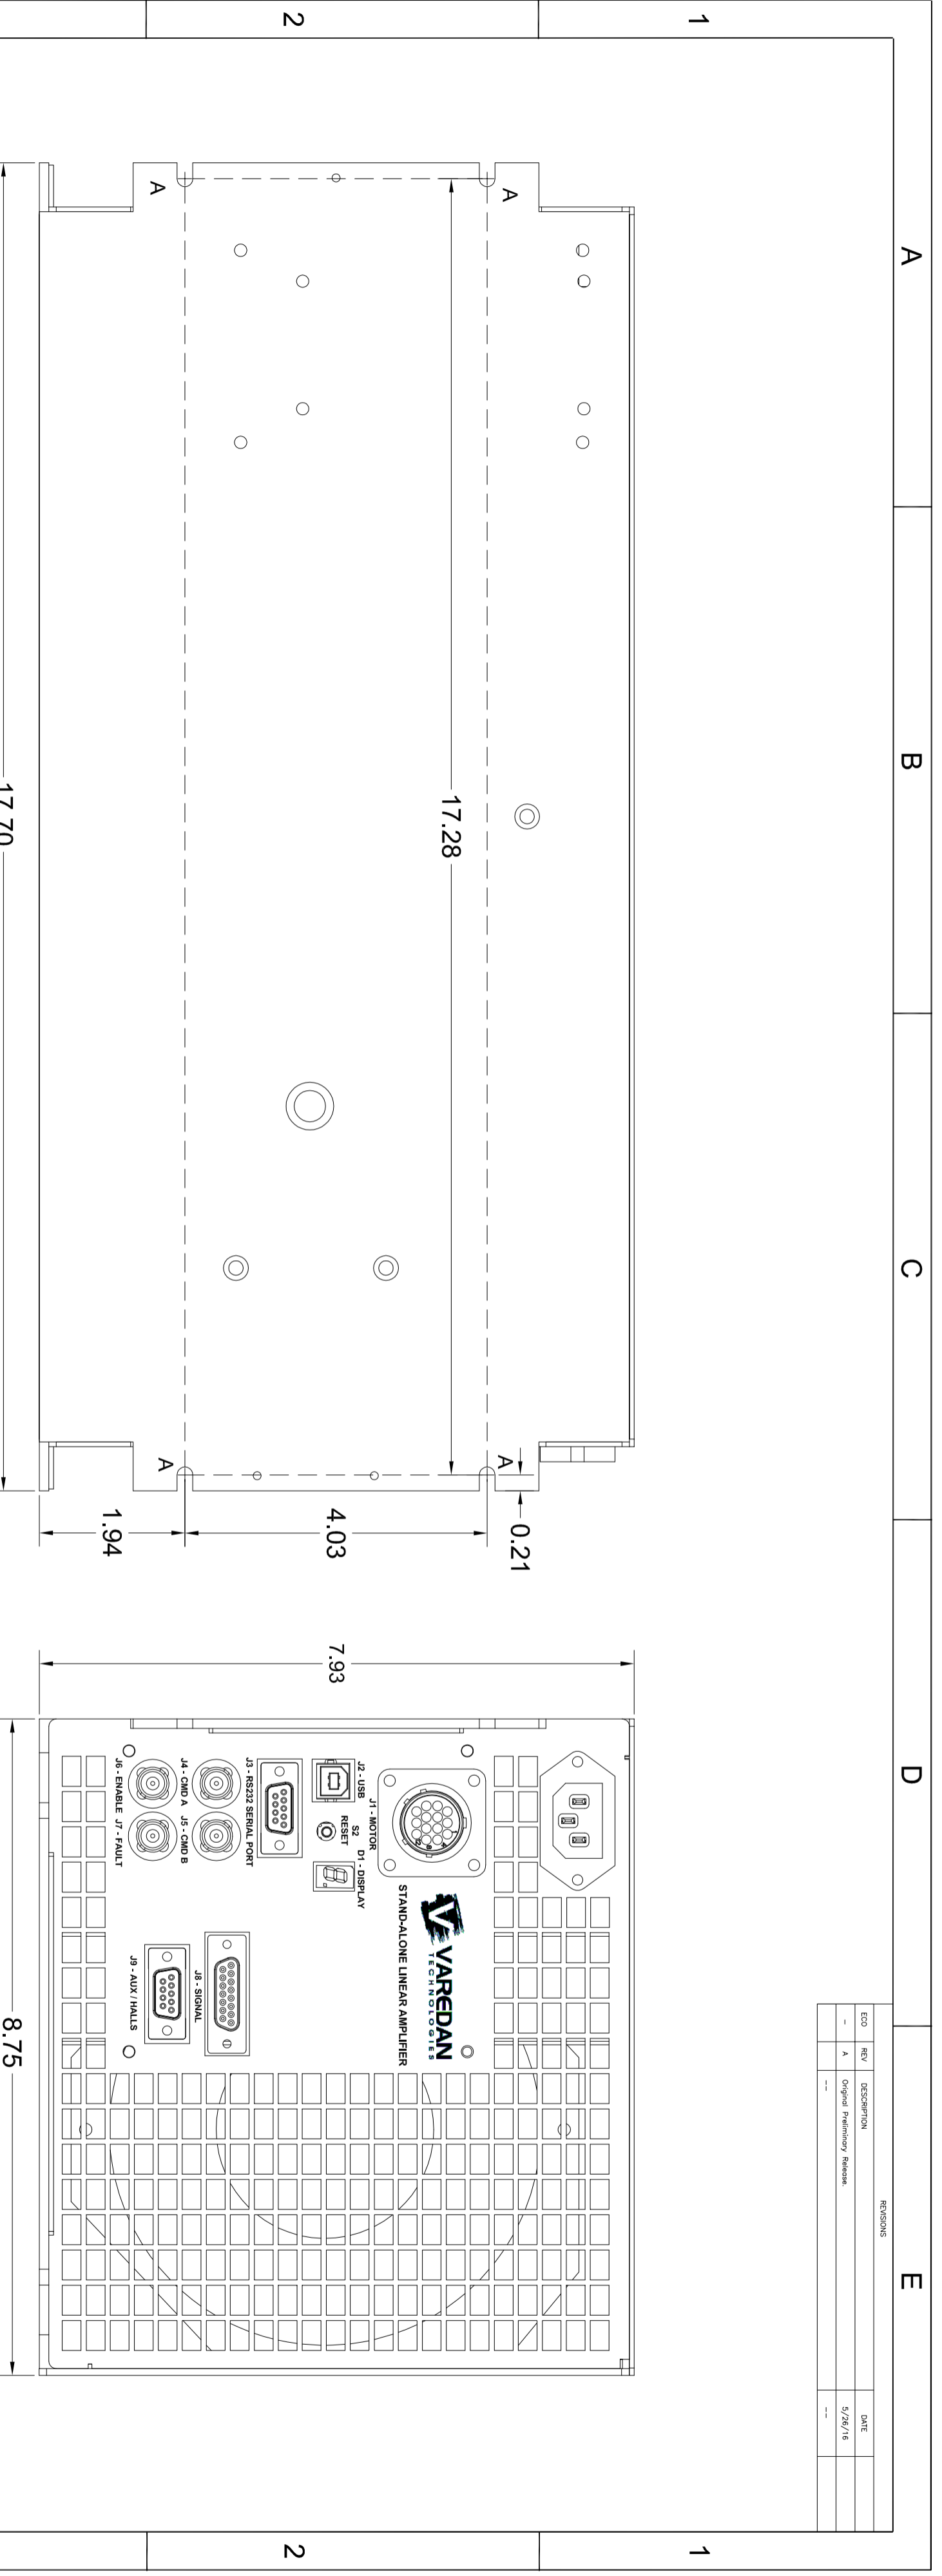 A
B
C
D
E
1
1
2
2
REVISIONS
ECO REV DESCRIPTION DATE
– A Original Preliminary Release. 5/26/16
-- --
A
A
A
A
17.28
17.70
0.21
4.03
1.94
7.93
8.75
VAREDAN
TECHNOLOGIES
STAND-ALONE LINEAR AMPLIFIER
J1 - MOTOR
J2 - USB
S2
RESET
D1 - DISPLAY
J3 - RS232 SERIAL PORT
J4 - CMD A J5 - CMD B
J6 - ENABLE J7 - FAULT
J8 - SIGNAL
J9 - AUX / HALLS